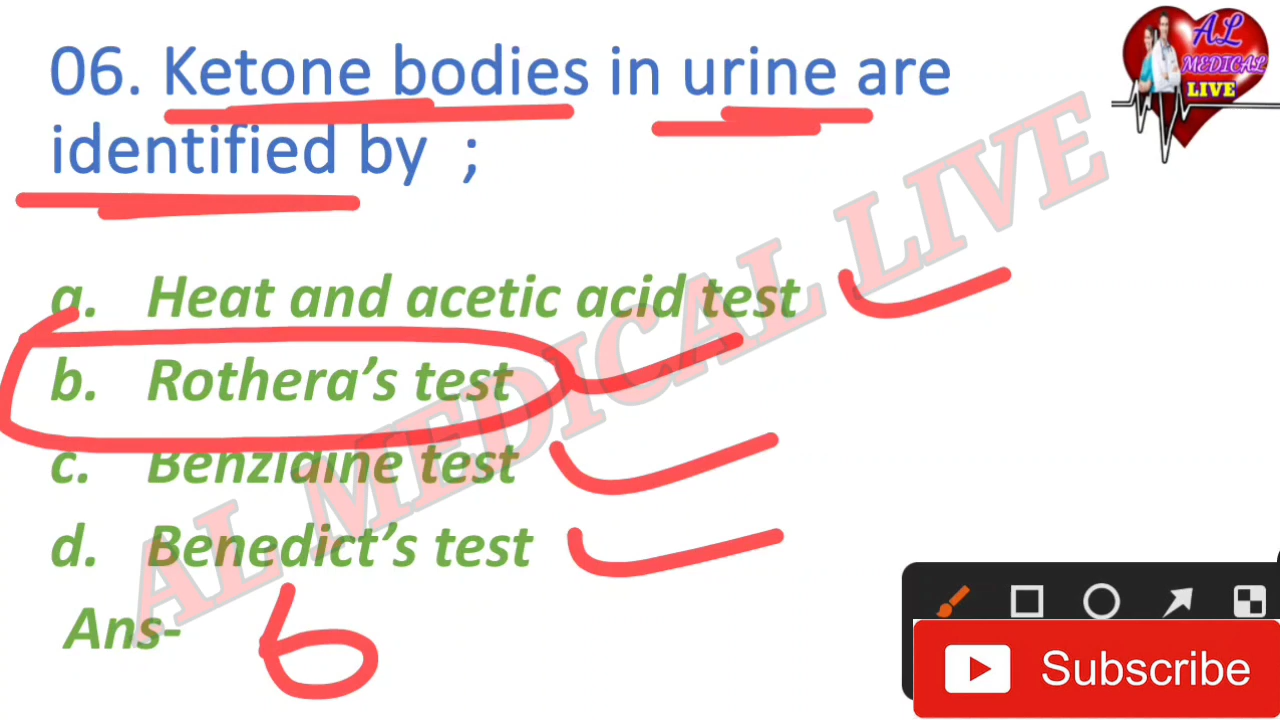 06. Ketone bodies in urine are
identified by ;
a. Heat and acetic acid test
b. Rothera’s test
c. Benzidine test
d. Benedict’s test
Ans- b
AL
MEDICAL
LIVE
AL MEDICAL LIVE
Subscribe